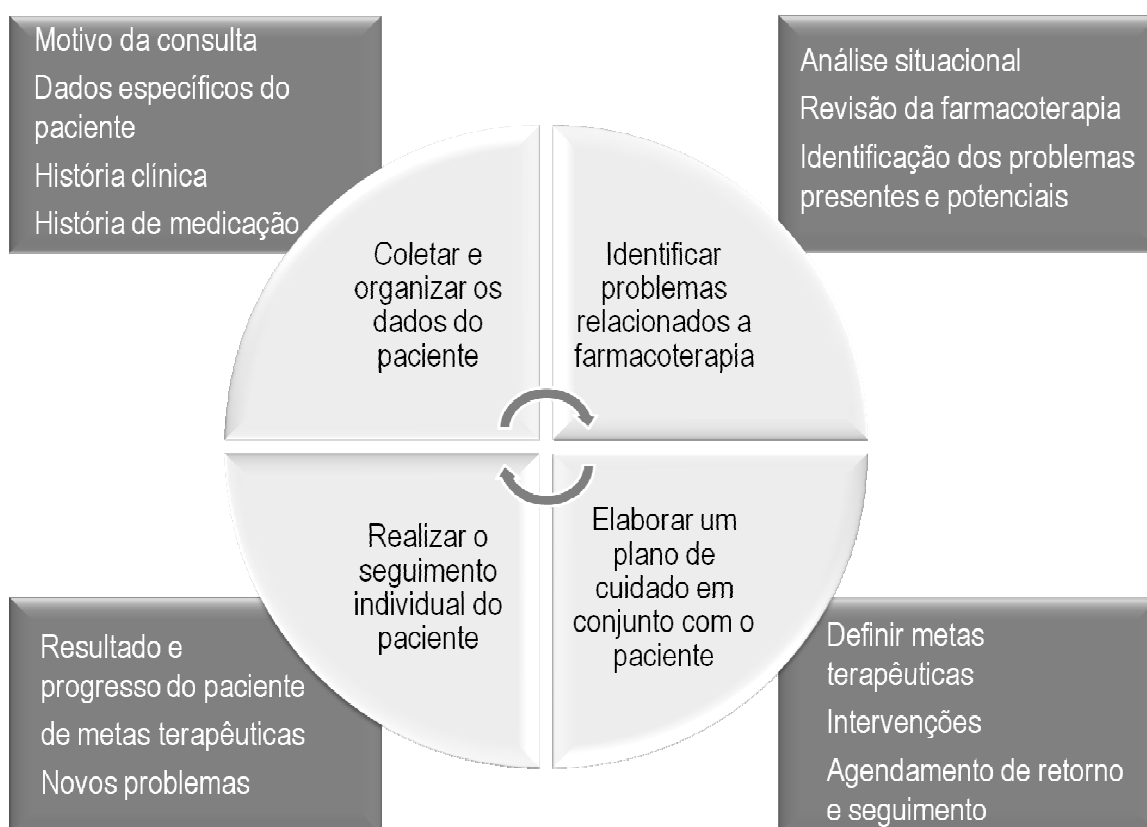 Motivo da consulta
Dados específicos do
paciente
História clínica
História de medicação
Análise situacional
Revisão da farmacoterapia
Identificação dos problemas
presentes e potenciais
Coletar e
organizar os
dados do
paciente
Identificar
problemas
relacionados a
farmacoterapia
Realizar o
seguimento
individual do
paciente
Elaborar um
plano de
cuidado em
conjunto com o
paciente
Resultado e
progresso do paciente
de metas terapêuticas
Novos problemas
Definir metas
terapêuticas
Intervenções
Agendamento de retorno
e seguimento